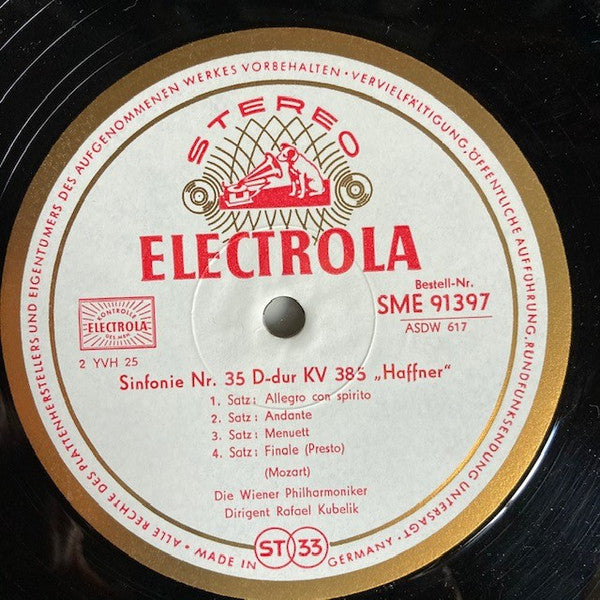 ALLE RECHTE DES PLATTENHERSTELLERS UND EIGENTÜMERS DES AUFGENOMMENEN WERKES VORBEHALTEN • VERVIELFÄLTIGUNG, ÖFFENTLICHE AUFFÜHRUNG, RUNDFUNKSENDUNG UNTERSAGT •
STEREO
ELECTROLA
Bestell-Nr.
SME 91397
ASDW 617
KONTROLLE
ELECTROLA
2 YVH 25
Sinfonie Nr. 35 D-dur KV 385 „Haffner“
1. Satz: Allegro con spirito
2. Satz: Andante
3. Satz: Menuett
4. Satz: Finale (Presto)
(Mozart)
Die Wiener Philharmoniker
Dirigent Rafael Kubelik
MADE IN GERMANY
ST 33